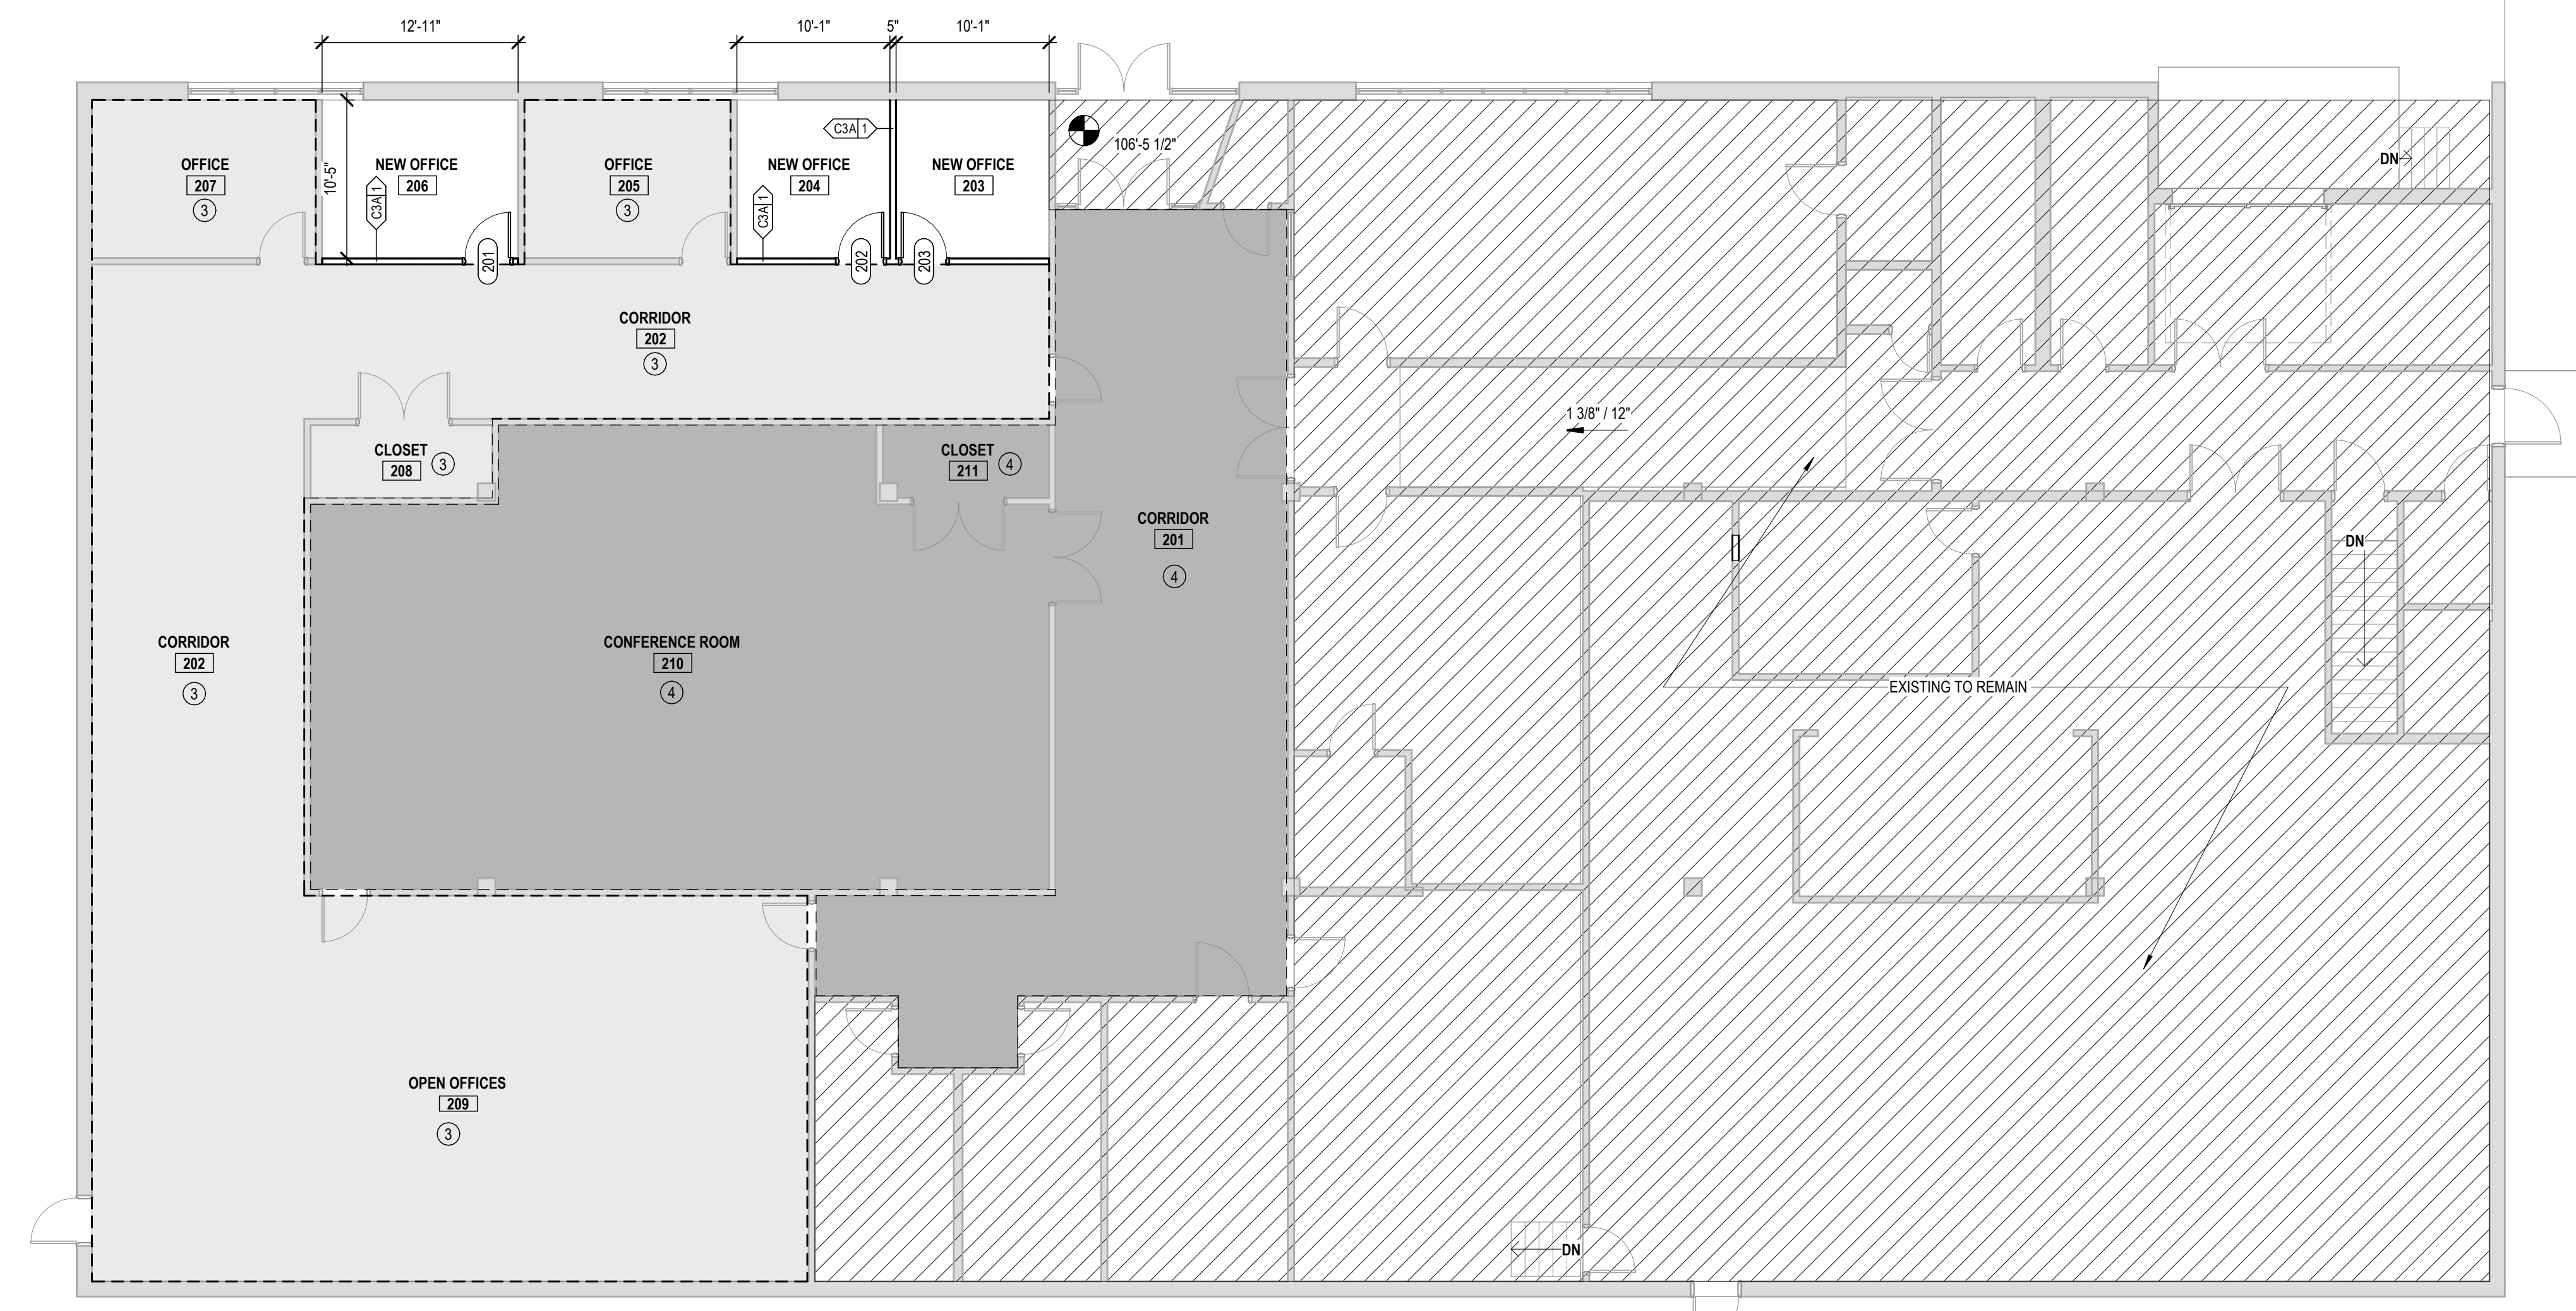 12'-11"
10'-1"
5"
10'-1"
C3A 1
106'-5 1/2"
OFFICE
207
3
10'-5"
NEW OFFICE
206
C3A 1
OFFICE
205
3
NEW OFFICE
204
C3A 1
NEW OFFICE
203
DN
201
202
203
CORRIDOR
202
3
1 3/8" / 12"
CLOSET
208
3
CLOSET
211
4
CORRIDOR
201
4
DN
CORRIDOR
202
3
CONFERENCE ROOM
210
4
EXISTING TO REMAIN
OPEN OFFICES
209
3
DN